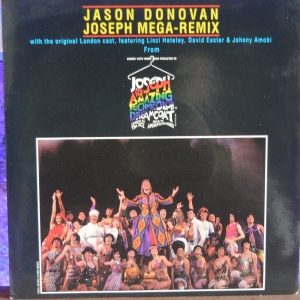 JASON DONOVAN
JOSEPH MEGA-REMIX
with the original London cast, featuring Linzi Hateley, David Easter & Johnny Amobi
From
JOSEPH
AND THE
AMAZING
TECHNICOLOR
DREAMCOAT